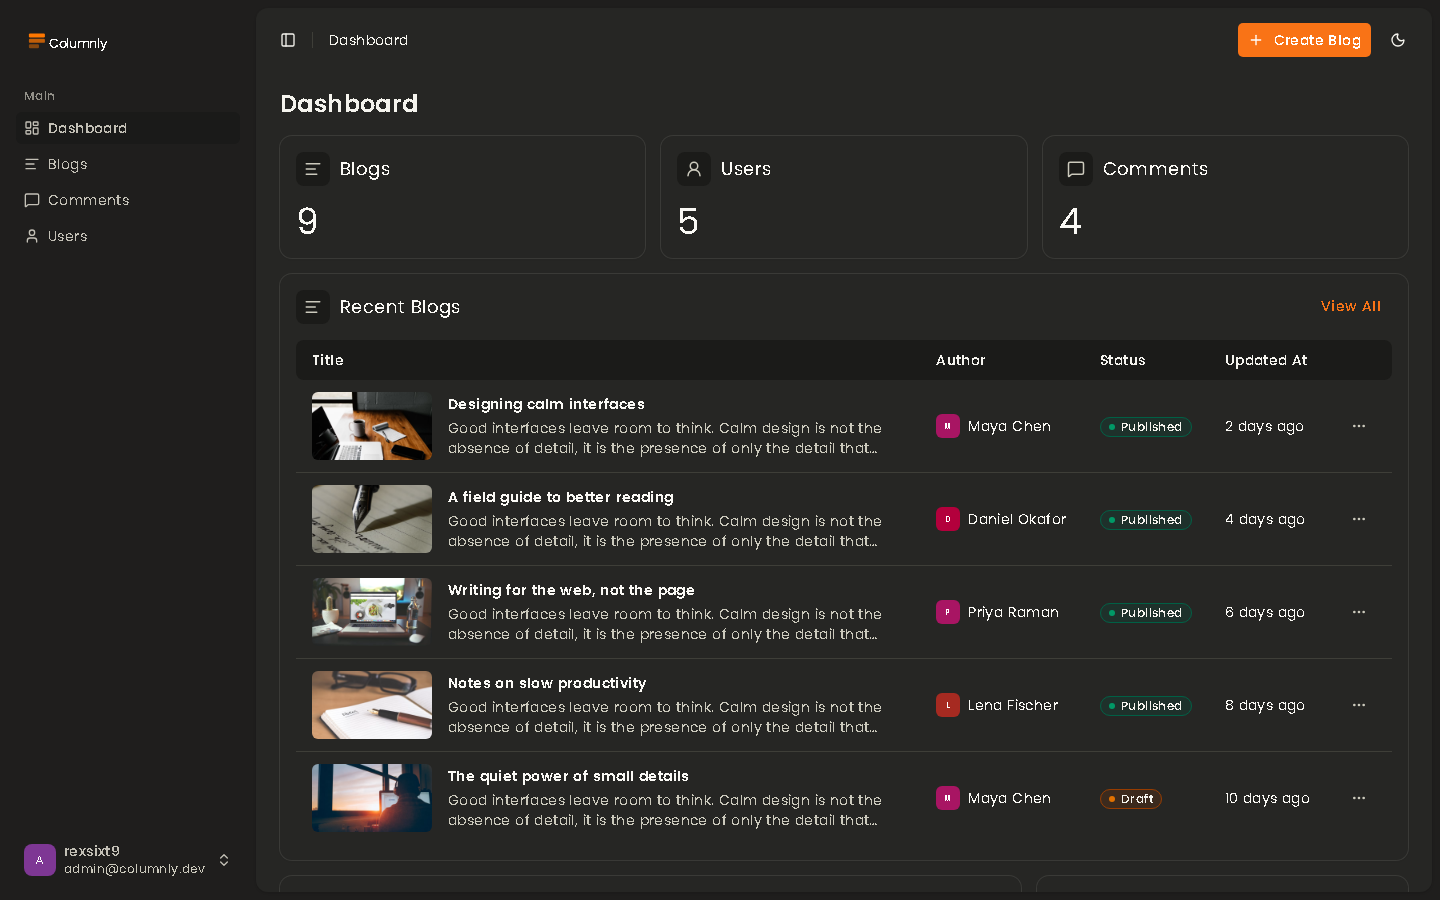 Columnly
Dashboard
Create Blog
Main
Dashboard
Blogs
Comments
Users
Dashboard
Blogs
9
Users
5
Comments
4
Recent Blogs
View All
Title
Author
Status
Updated At
Designing calm interfaces
Good interfaces leave room to think. Calm design is not the
absence of detail, it is the presence of only the detail that...
M
Maya Chen
Published
2 days ago
A field guide to better reading
Good interfaces leave room to think. Calm design is not the
absence of detail, it is the presence of only the detail that...
D
Daniel Okafor
Published
4 days ago
Writing for the web, not the page
Good interfaces leave room to think. Calm design is not the
absence of detail, it is the presence of only the detail that...
P
Priya Raman
Published
6 days ago
Notes on slow productivity
Good interfaces leave room to think. Calm design is not the
absence of detail, it is the presence of only the detail that...
L
Lena Fischer
Published
8 days ago
The quiet power of small details
Good interfaces leave room to think. Calm design is not the
absence of detail, it is the presence of only the detail that...
M
Maya Chen
Draft
10 days ago
A
rexsixt9
admin@columnly.dev